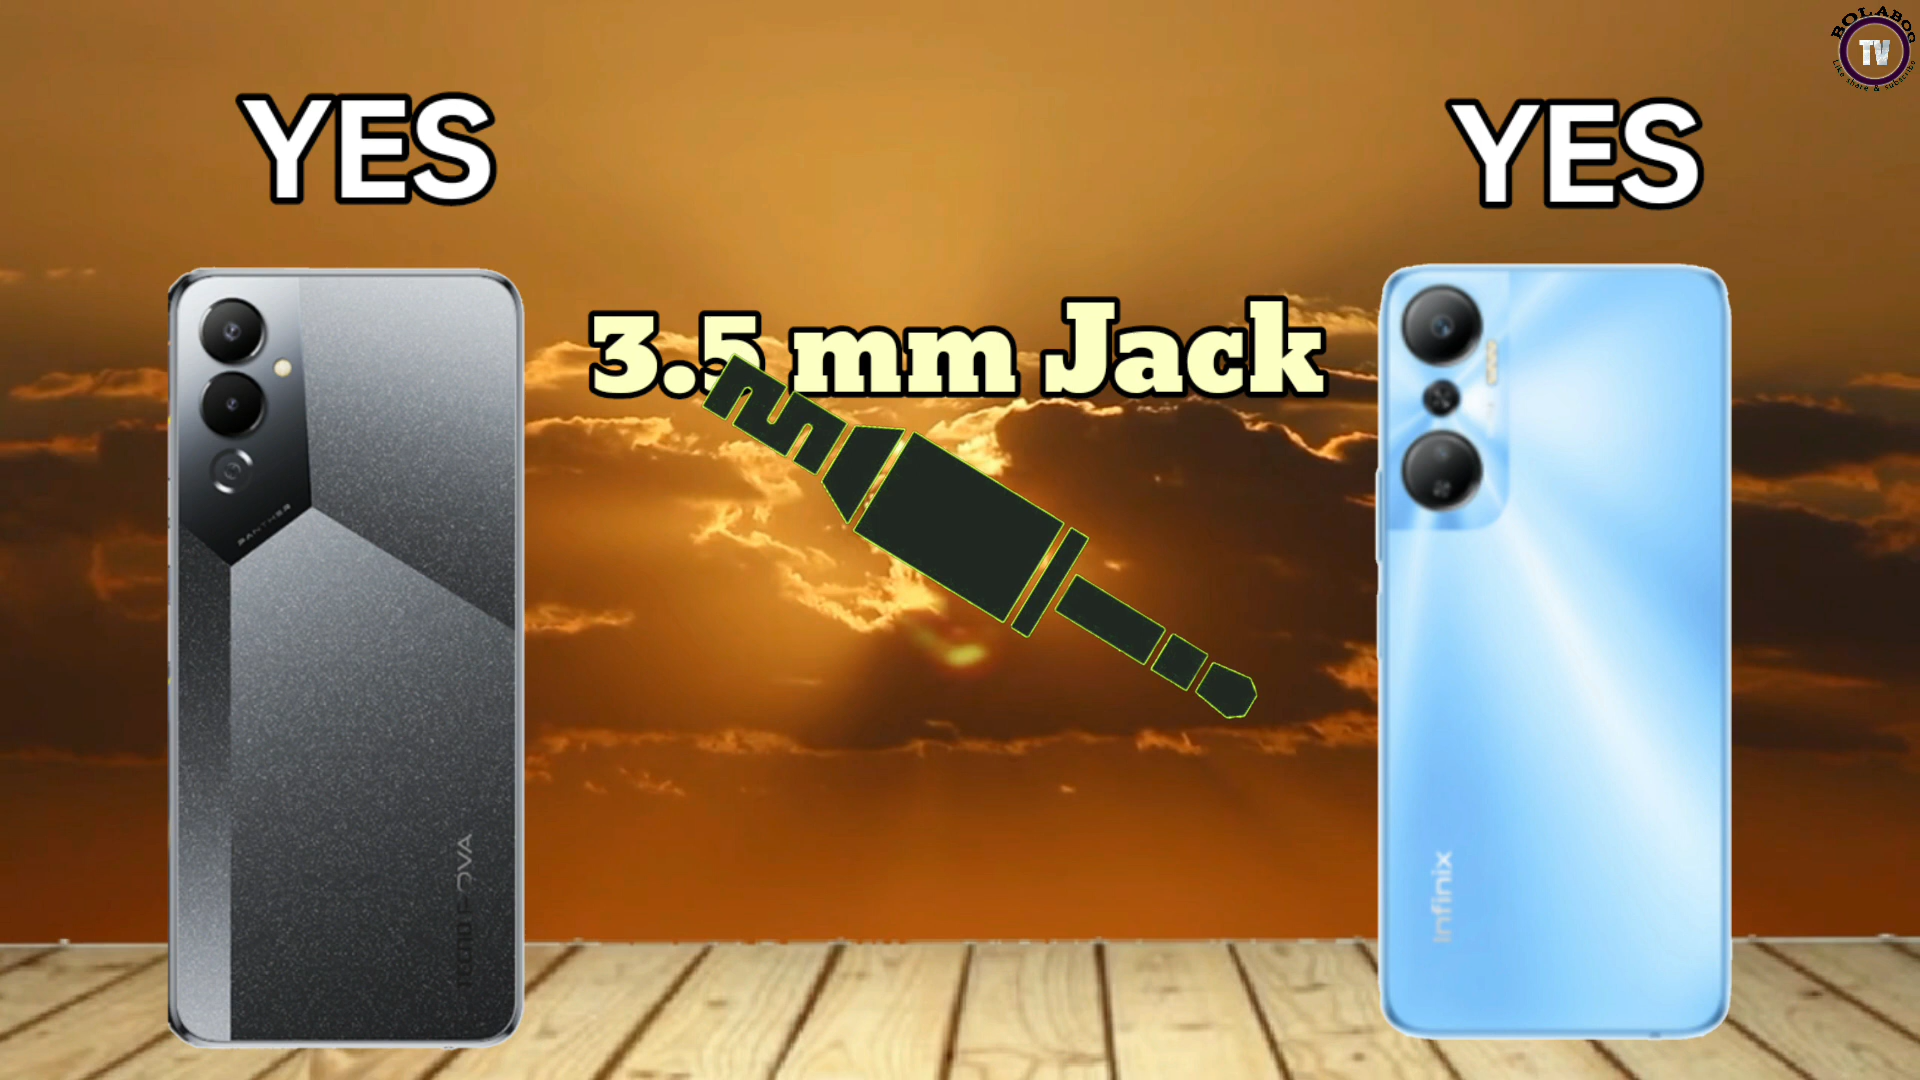 BOLABOO
TV
Like share & subscribe
YES
YES
3.5 mm Jack
PANTHER
TECNO POVA
Infinix